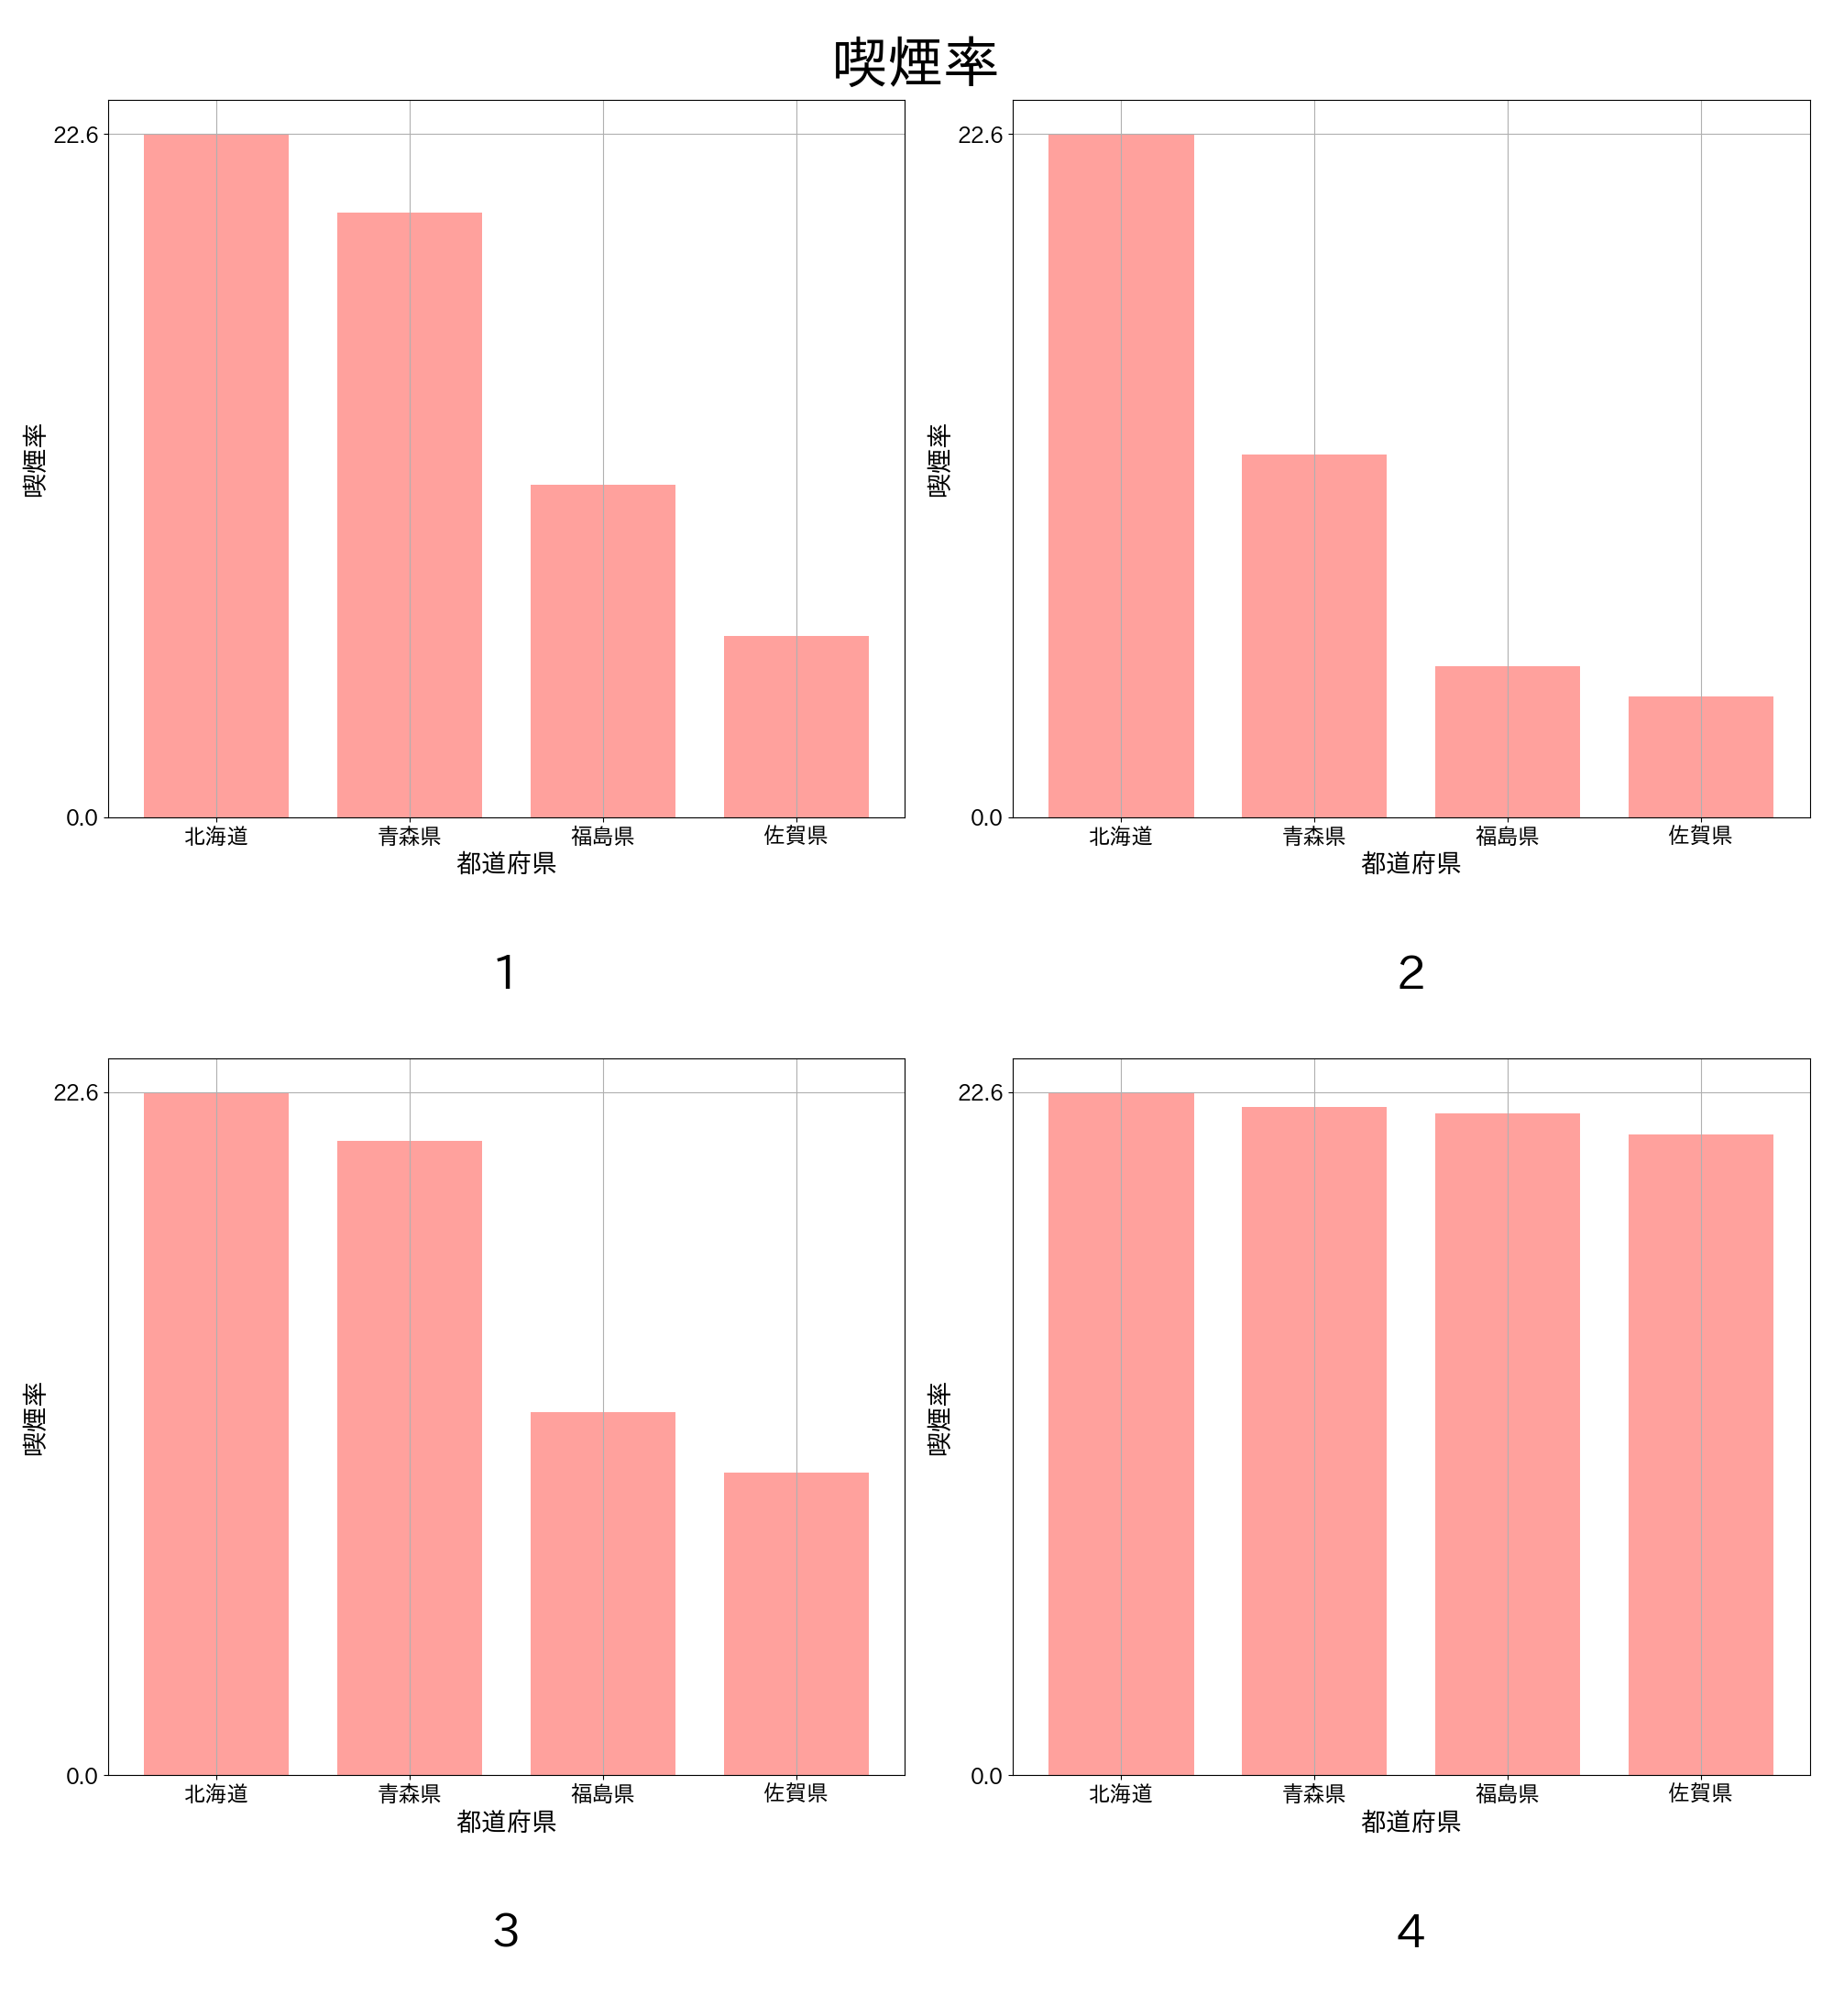 喫煙率
22.6
0.0
喫煙率
北海道 青森県 福島県 佐賀県
都道府県
1
22.6
0.0
喫煙率
北海道 青森県 福島県 佐賀県
都道府県
2
22.6
0.0
喫煙率
北海道 青森県 福島県 佐賀県
都道府県
3
22.6
0.0
喫煙率
北海道 青森県 福島県 佐賀県
都道府県
4